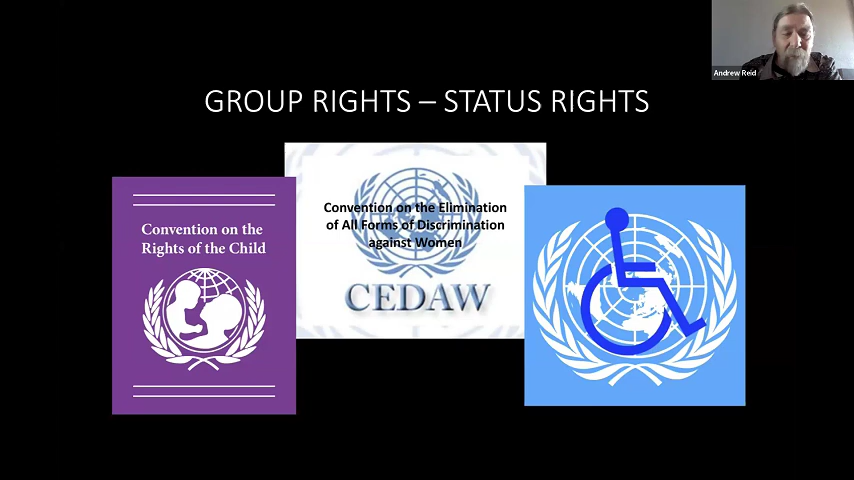 Andrew Reid
GROUP RIGHTS – STATUS RIGHTS
Convention on the
Rights of the Child
Convention on the Elimination
of All Forms of Discrimination
against Women
CEDAW